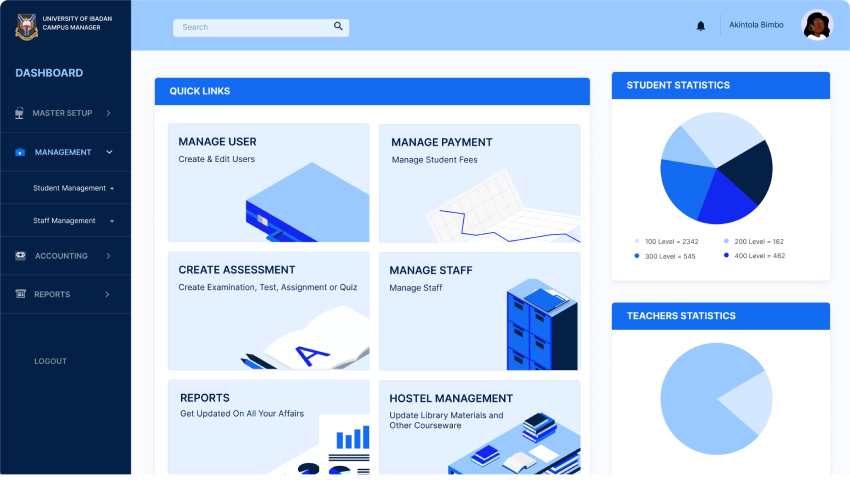 UNIVERSITY OF IBADAN
CAMPUS MANAGER
Search
Akintola Bimbo
DASHBOARD
MASTER SETUP
MANAGEMENT
Student Management +
Staff Management +
ACCOUNTING
REPORTS
LOGOUT
QUICK LINKS
MANAGE USER
Create & Edit Users
MANAGE PAYMENT
Manage Student Fees
CREATE ASSESSMENT
Create Examination, Test, Assignment or Quiz
A
MANAGE STAFF
Manage Staff
REPORTS
Get Updated On All Your Affairs
HOSTEL MANAGEMENT
Update Library Materials and
Other Courseware
STUDENT STATISTICS
100 Level = 2342
200 Level = 162
300 Level = 545
400 Level = 462
TEACHERS STATISTICS